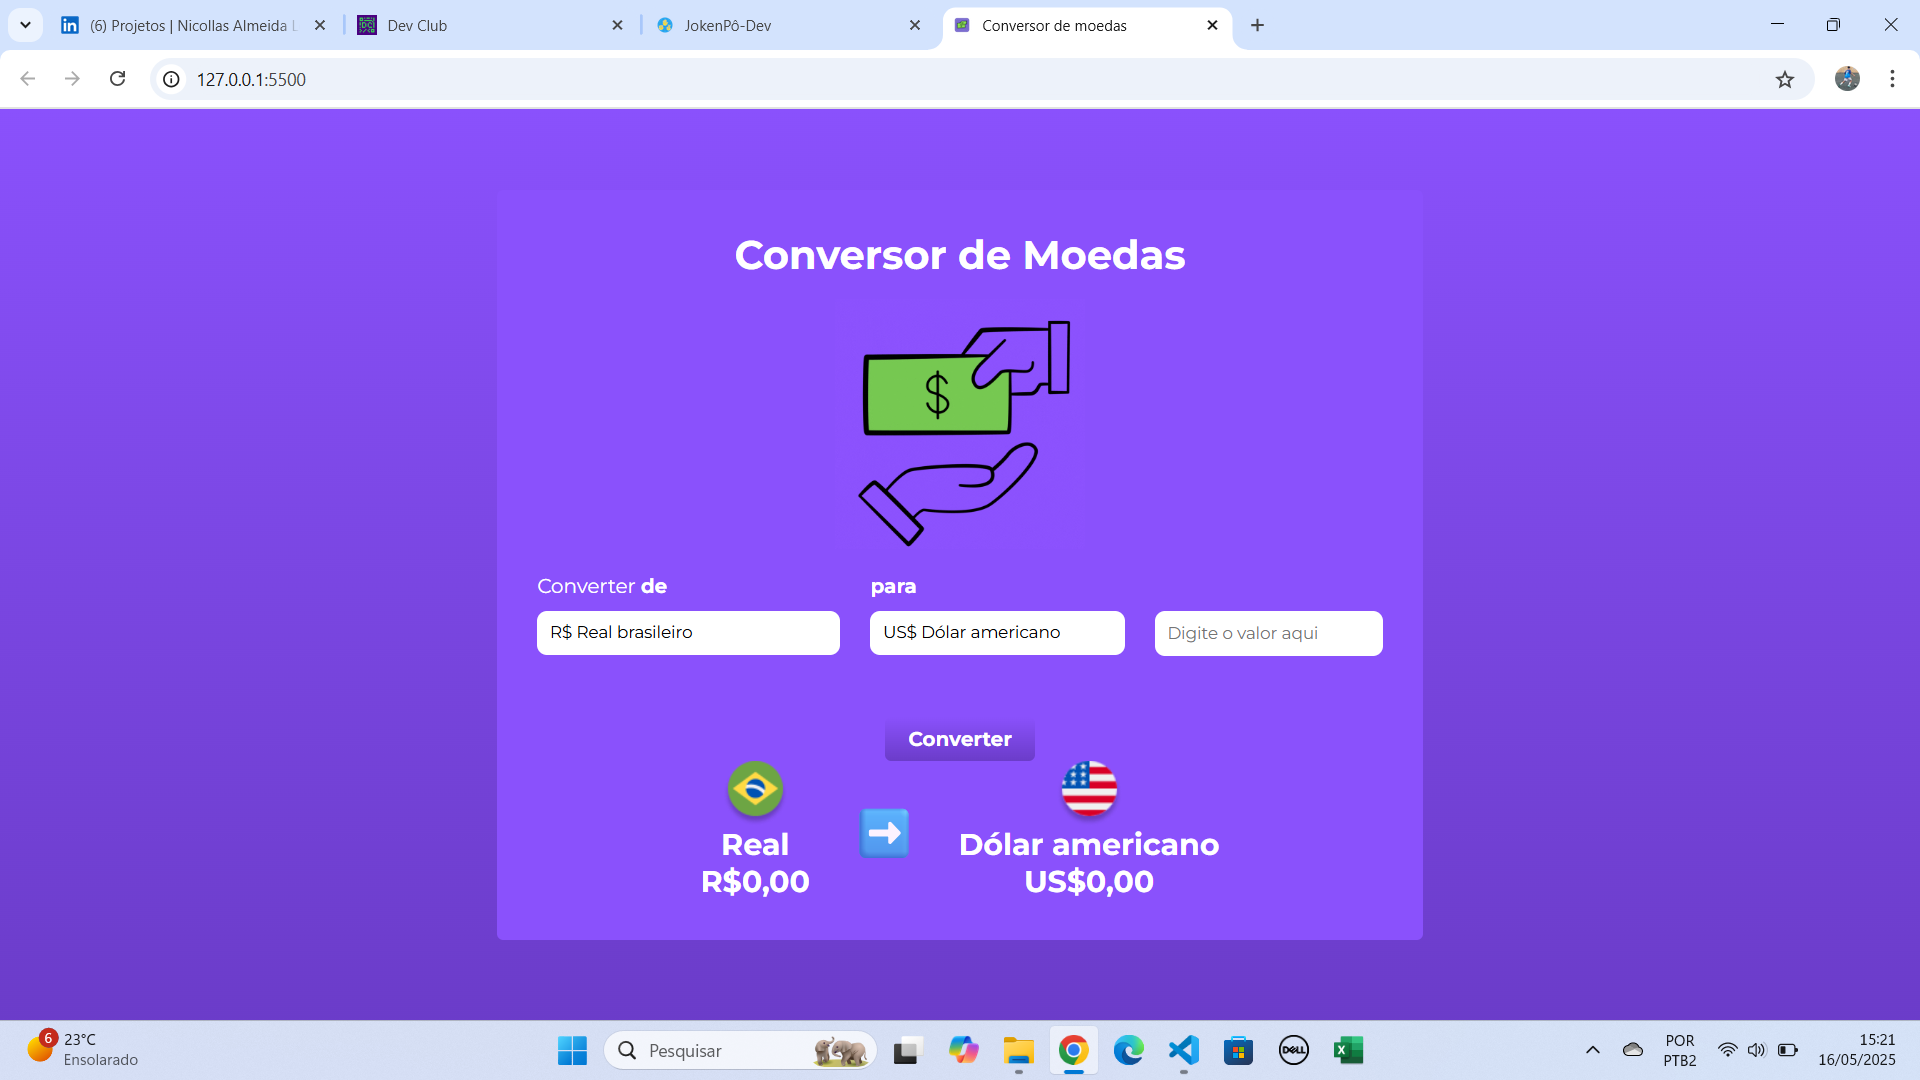 (6) Projetos | Nicollas Almeida L
Dev Club
JokenPô-Dev
Conversor de moedas
127.0.0.1:5500
Conversor de Moedas
$
Converter de
para
R$ Real brasileiro
US$ Dólar americano
Digite o valor aqui
Converter
Real
R$0,00
Dólar americano
US$0,00
6
23°C
Ensolarado
Pesquisar
DELL
POR
PTB2
15:21
16/05/2025